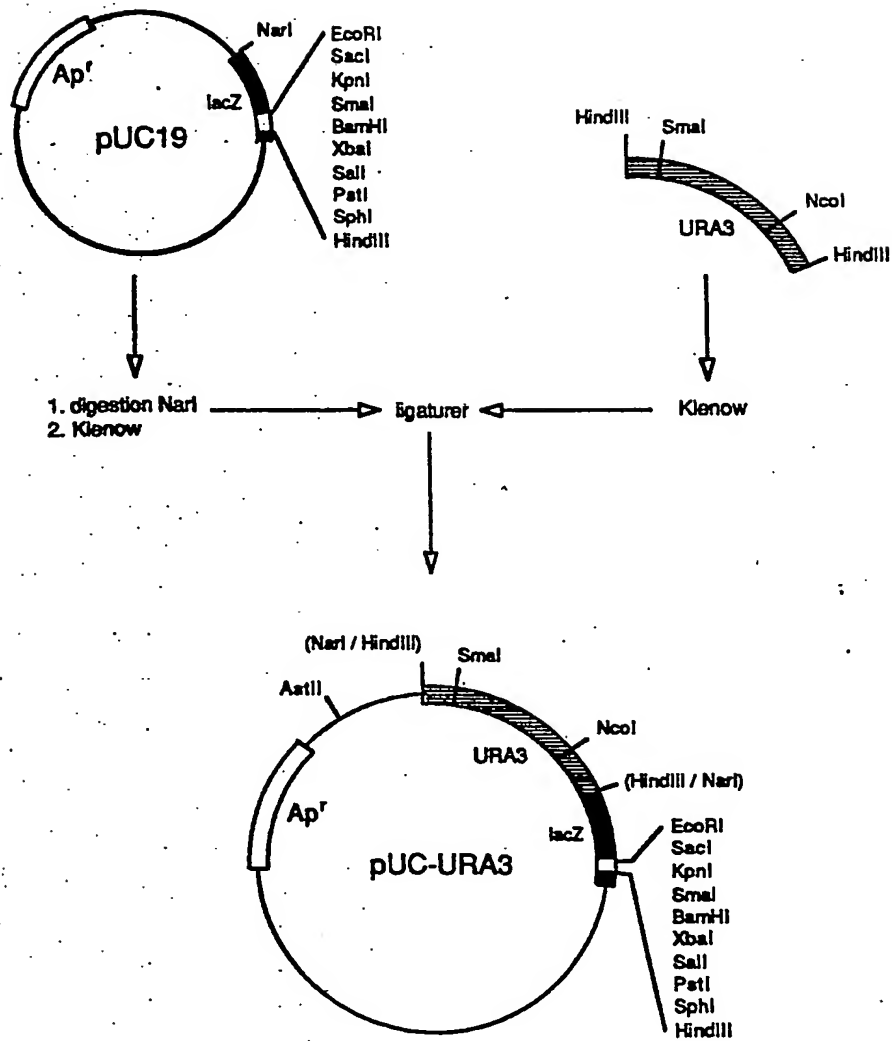 NarI
EcoRI
SacI
KpnI
SmaI
BamHI
XbaI
SalI
PstI
SphI
HindIII
Apʳ
lacZ
pUC19
HindIII
SmaI
NcoI
URA3
HindIII
1. digestion NarI
2. Klenow
ligaturer
Klenow
(NarI / HindIII)
SmaI
AatII
NcoI
URA3
(HindIII / NarI)
Apʳ
lacZ
pUC-URA3
EcoRI
SacI
KpnI
SmaI
BamHI
XbaI
SalI
PstI
SphI
HindIII